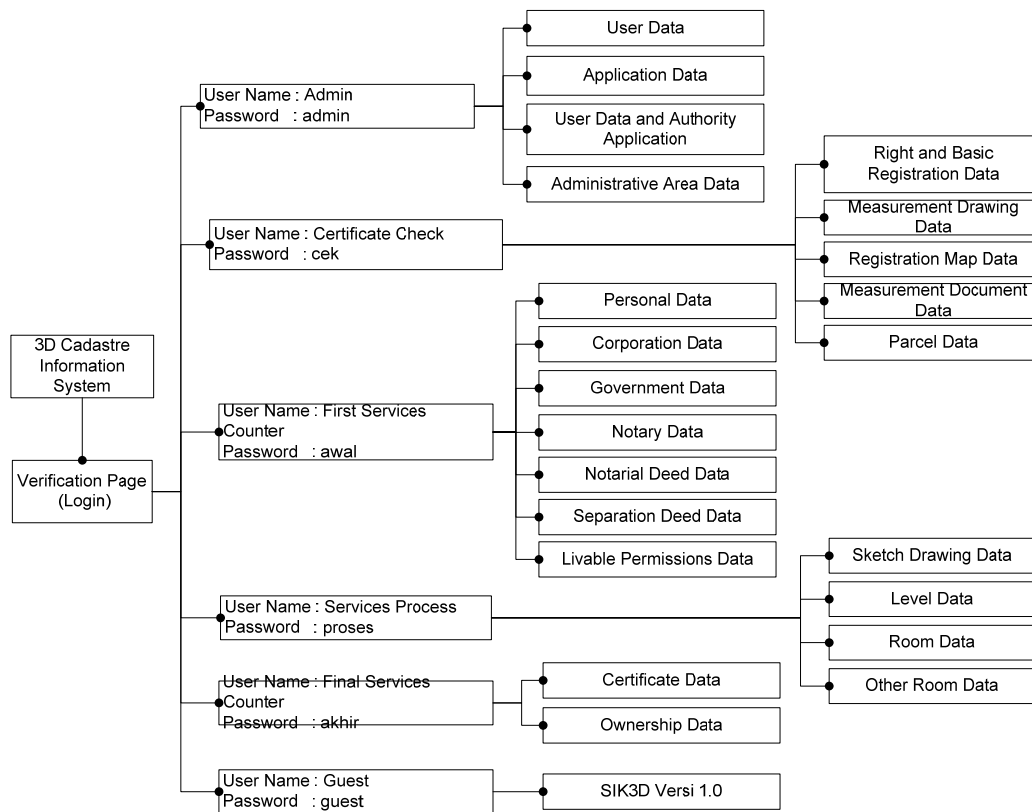 3D Cadastre
Information
System
Verification Page
(Login)
User Name : Admin
Password : admin
User Data
Application Data
User Data and Authority
Application
Administrative Area Data
User Name : Certificate Check
Password : cek
Right and Basic
Registration Data
Measurement Drawing
Data
Registration Map Data
Measurement Document
Data
Parcel Data
User Name : First Services
Counter
Password : awal
Personal Data
Corporation Data
Government Data
Notary Data
Notarial Deed Data
Separation Deed Data
Livable Permissions Data
User Name : Services Process
Password : proses
Sketch Drawing Data
Level Data
Room Data
Other Room Data
User Name : Final Services
Counter
Password : akhir
Certificate Data
Ownership Data
User Name : Guest
Password : guest
SIK3D Versi 1.0